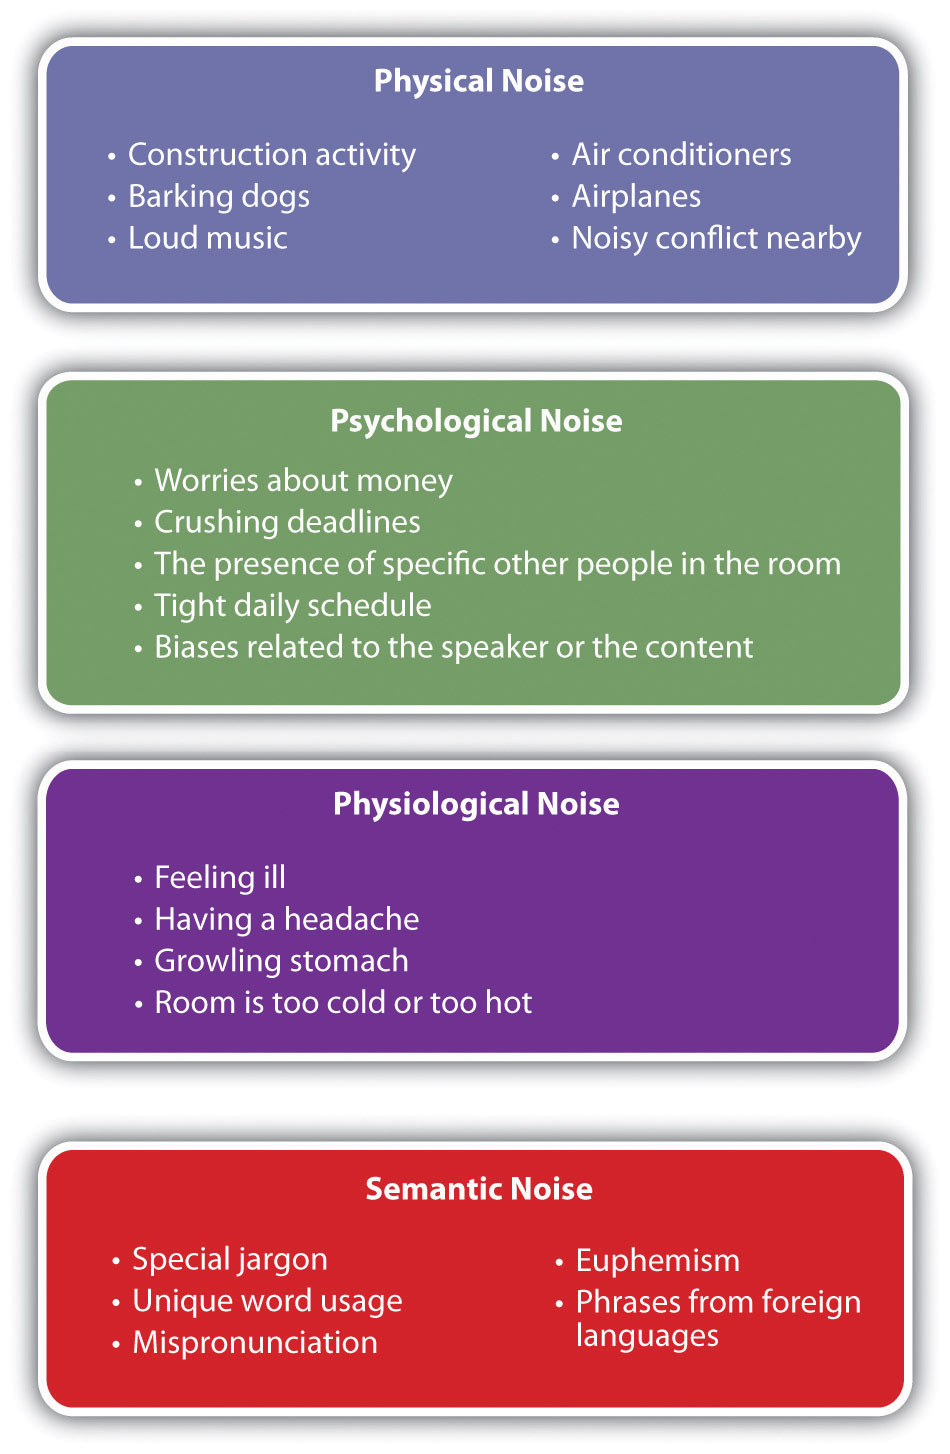 Physical Noise
• Construction activity
• Barking dogs
• Loud music
• Air conditioners
• Airplanes
• Noisy conflict nearby
Psychological Noise
• Worries about money
• Crushing deadlines
• The presence of specific other people in the room
• Tight daily schedule
• Biases related to the speaker or the content
Physiological Noise
• Feeling ill
• Having a headache
• Growling stomach
• Room is too cold or too hot
Semantic Noise
• Special jargon
• Unique word usage
• Mispronunciation
• Euphemism
• Phrases from foreign
languages